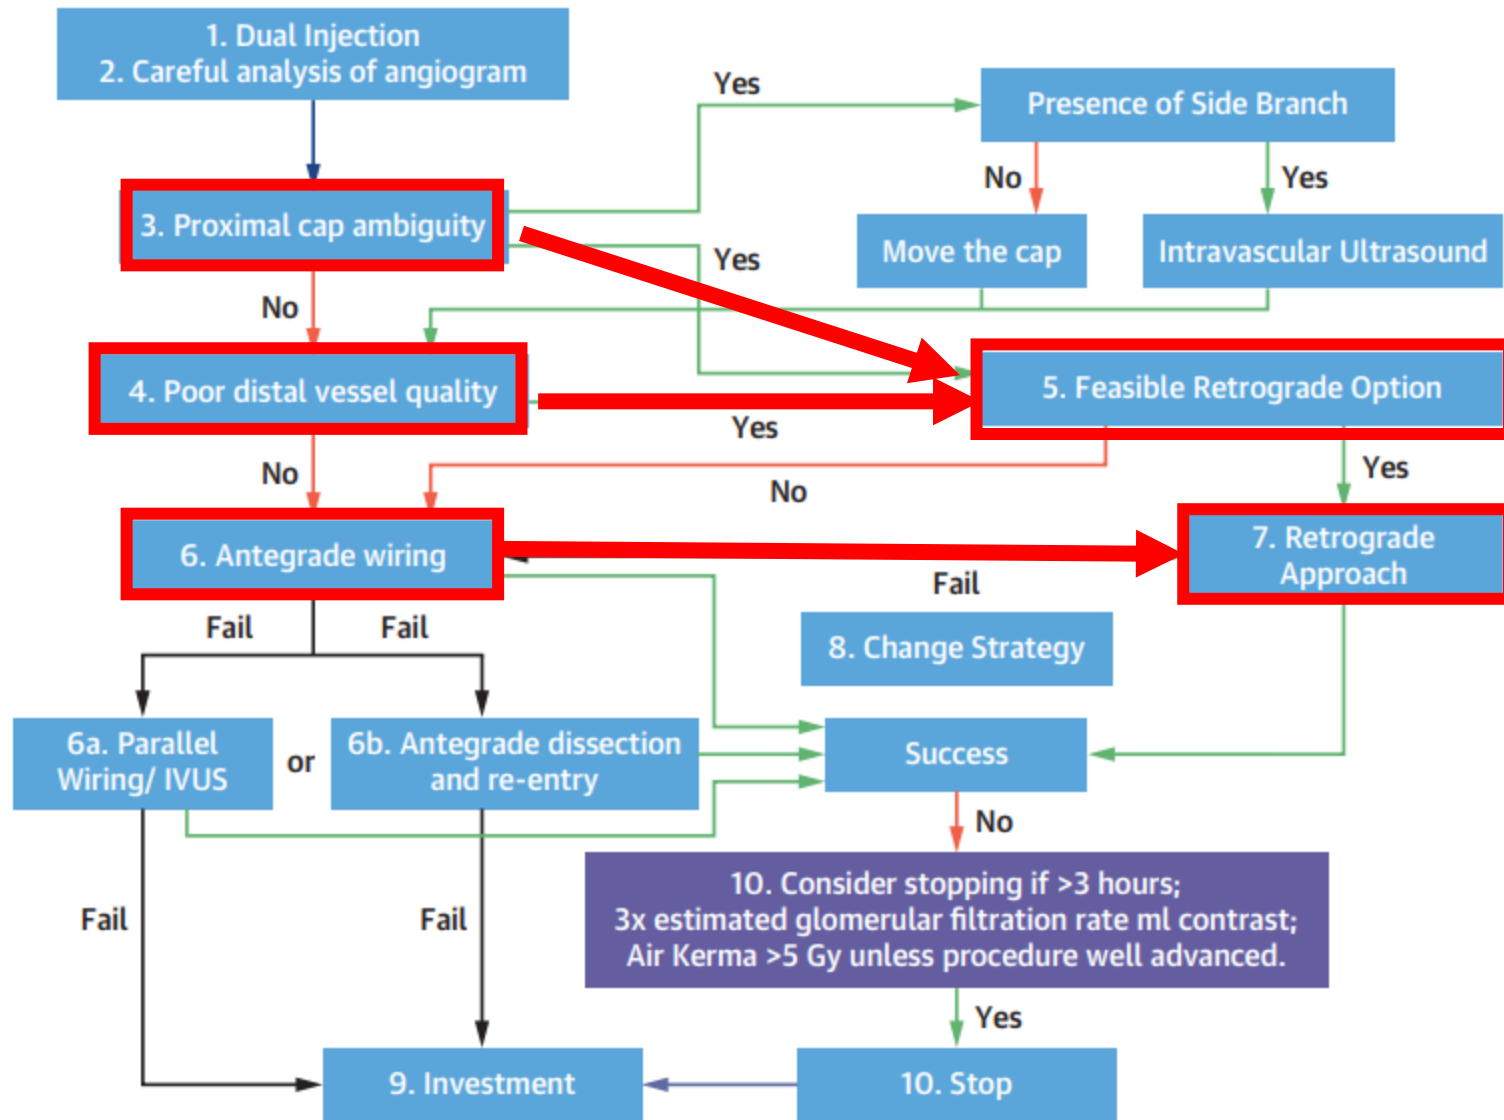 1. Dual Injection
2. Careful analysis of angiogram
Yes
Presence of Side Branch
No
Yes
3. Proximal cap ambiguity
Yes
Move the cap
Intravascular Ultrasound
No
4. Poor distal vessel quality
Yes
5. Feasible Retrograde Option
No
No
Yes
6. Antegrade wiring
7. Retrograde
Approach
Fail
Fail
Fail
8. Change Strategy
6a. Parallel
Wiring/ IVUS
or
6b. Antegrade dissection
and re-entry
Success
No
10. Consider stopping if >3 hours;
3x estimated glomerular filtration rate ml contrast;
Air Kerma >5 Gy unless procedure well advanced.
Fail
Fail
Yes
9. Investment
10. Stop